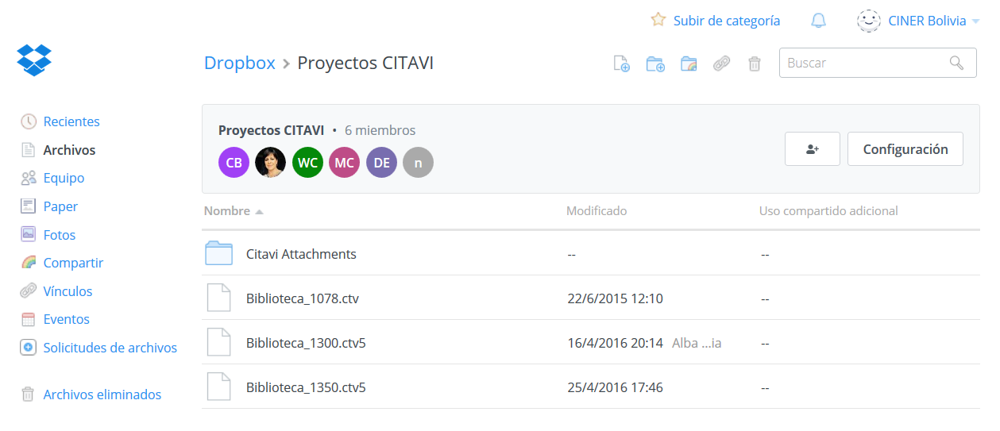 Subir de categoría CINER Bolivia
Dropbox > Proyectos CITAVI
Buscar
Recientes
Archivos
Equipo
Paper
Fotos
Compartir
Vínculos
Eventos
Solicitudes de archivos
Archivos eliminados
Proyectos CITAVI • 6 miembros
CB WC MC DE n
Configuración
Nombre Modificado Uso compartido adicional
Citavi Attachments -- --
Biblioteca_1078.ctv 22/6/2015 12:10 --
Biblioteca_1300.ctv5 16/4/2016 20:14 Alba ...ia --
Biblioteca_1350.ctv5 25/4/2016 17:46 --